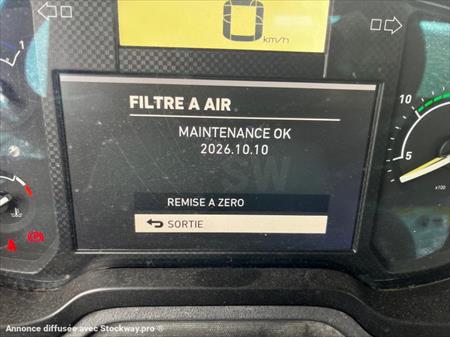 km/h
FILTRE A AIR
MAINTENANCE OK
2026.10.10
REMISE A ZERO
SORTIE
1
10
5
x100
Annonce diffusée avec Stockway.pro ®